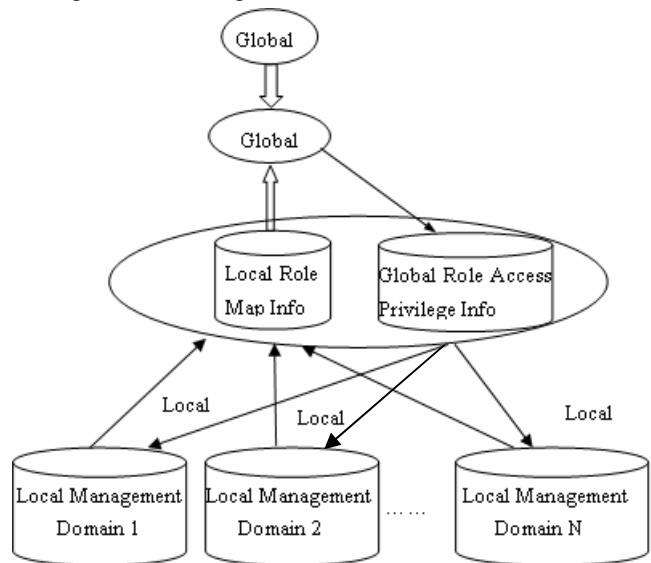 Global
Global
Local Role
Map Info
Global Role Access
Privilege Info
Local
Local
Local
Local Management
Domain 1
Local Management
Domain 2
... ...
Local Management
Domain N